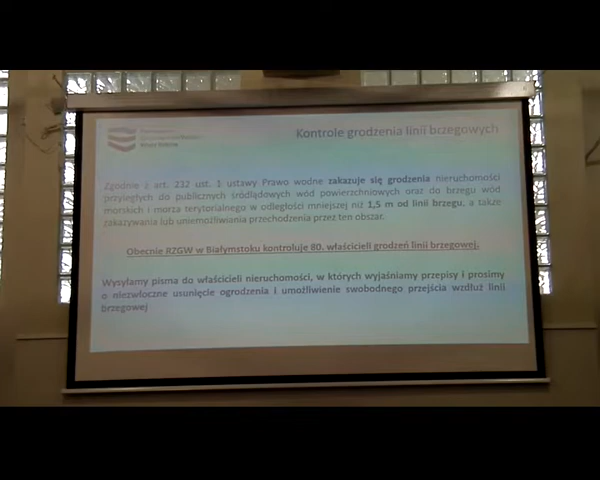 Wody Polskie
Kontrole grodzenia linii brzegowych
Zgodnie z art. 232 ust. 1 ustawy Prawo wodne zakazuje się grodzenia nieruchomości
przyległych do publicznych śródlądowych wód powierzchniowych oraz do brzegu wód
morskich i morza terytorialnego w odległości mniejszej niż 1,5 m od linii brzegu, a także
zakazywania lub uniemożliwiania przechodzenia przez ten obszar.
Obecnie RZGW w Białymstoku kontroluje 80. właścicieli grodzeń linii brzegowej.
Wysyłamy pisma do właścicieli nieruchomości, w których wyjaśniamy przepisy i prosimy
o niezwłoczne usunięcie ogrodzenia i umożliwienie swobodnego przejścia wzdłuż linii
brzegowej